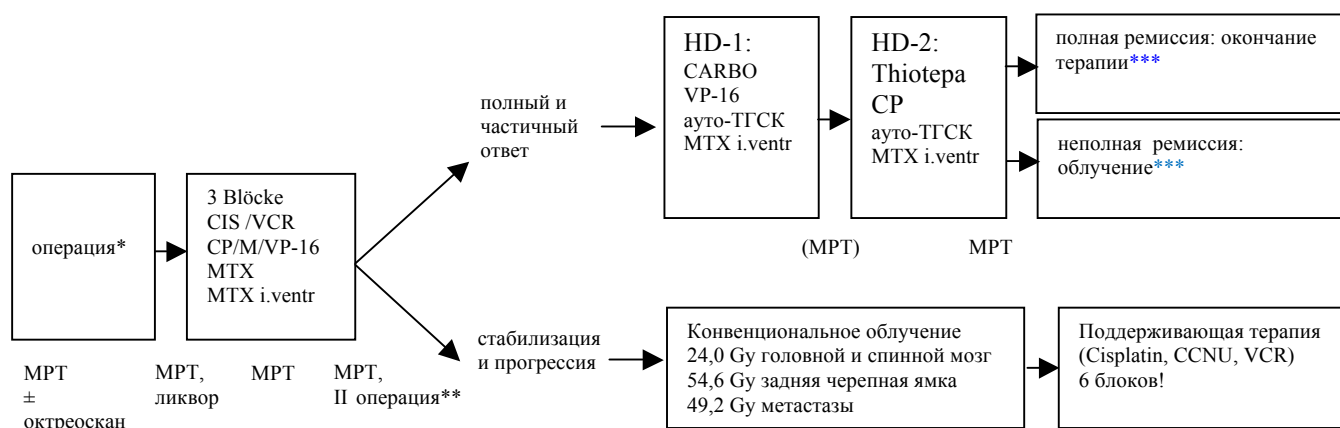 операция*
3 Blöcke
CIS /VCR
CP/M/VP-16
MTX
MTX i.ventr
полный и
частичный
ответ
HD-1:
CARBO
VP-16
ауто-ТГСК
MTX i.ventr
HD-2:
Thiotepa
CP
ауто-ТГСК
MTX i.ventr
полная ремиссия: окончание
терапии***
неполная ремиссия:
облучение***
(МРТ)
МРТ
стабилизация
и прогрессия
Конвенциональное облучение
24,0 Gy головной и спинной мозг
54,6 Gy задняя черепная ямка
49,2 Gy метастазы
Поддерживающая терапия
(Cisplatin, CCNU, VCR)
6 блоков!
МРТ
±
октреоскан
МРТ,
ликвор
МРТ
МРТ,
II операция**